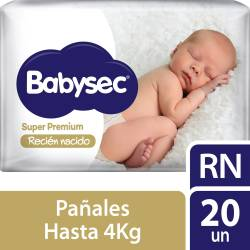 Babysec®
Super Premium
Recién nacido
RN
Pañales
Hasta 4Kg
20
un